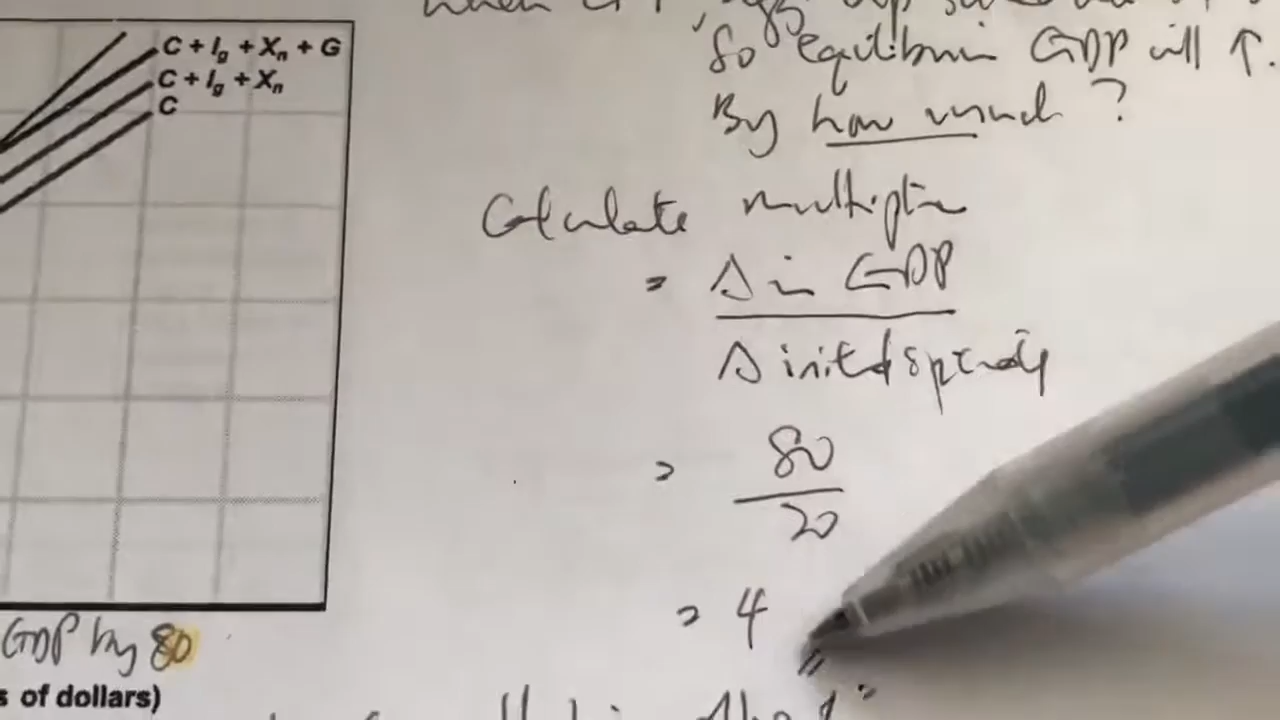 C + Ig + Xn + G
C + Ig + Xn
C
So equilibrium GDP will ↑.
By how much ?
Calculate multiplier
= Δ in GDP
Δ initial spending
= 80
20
= 4
GDP by 80
s of dollars)